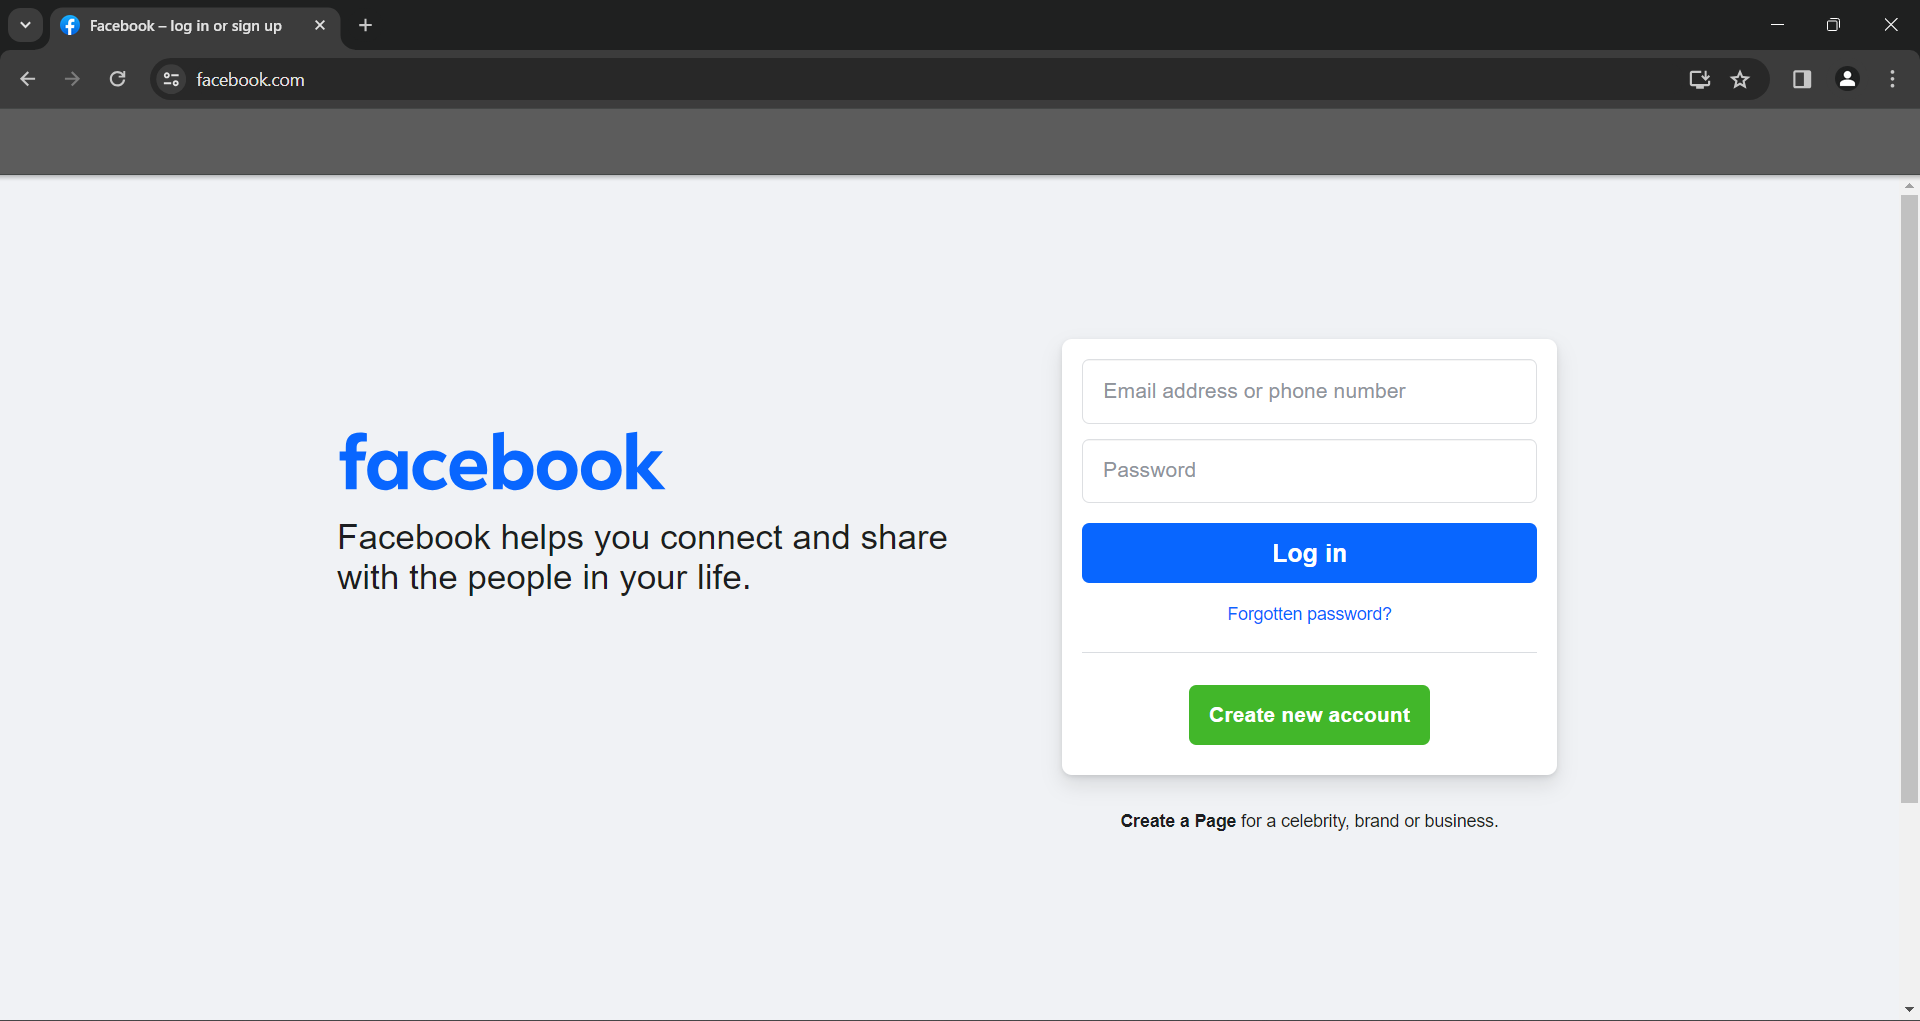 Facebook – log in or sign up
facebook.com
facebook
Facebook helps you connect and share
with the people in your life.
Email address or phone number
Password
Log in
Forgotten password?
Create new account
Create a Page for a celebrity, brand or business.